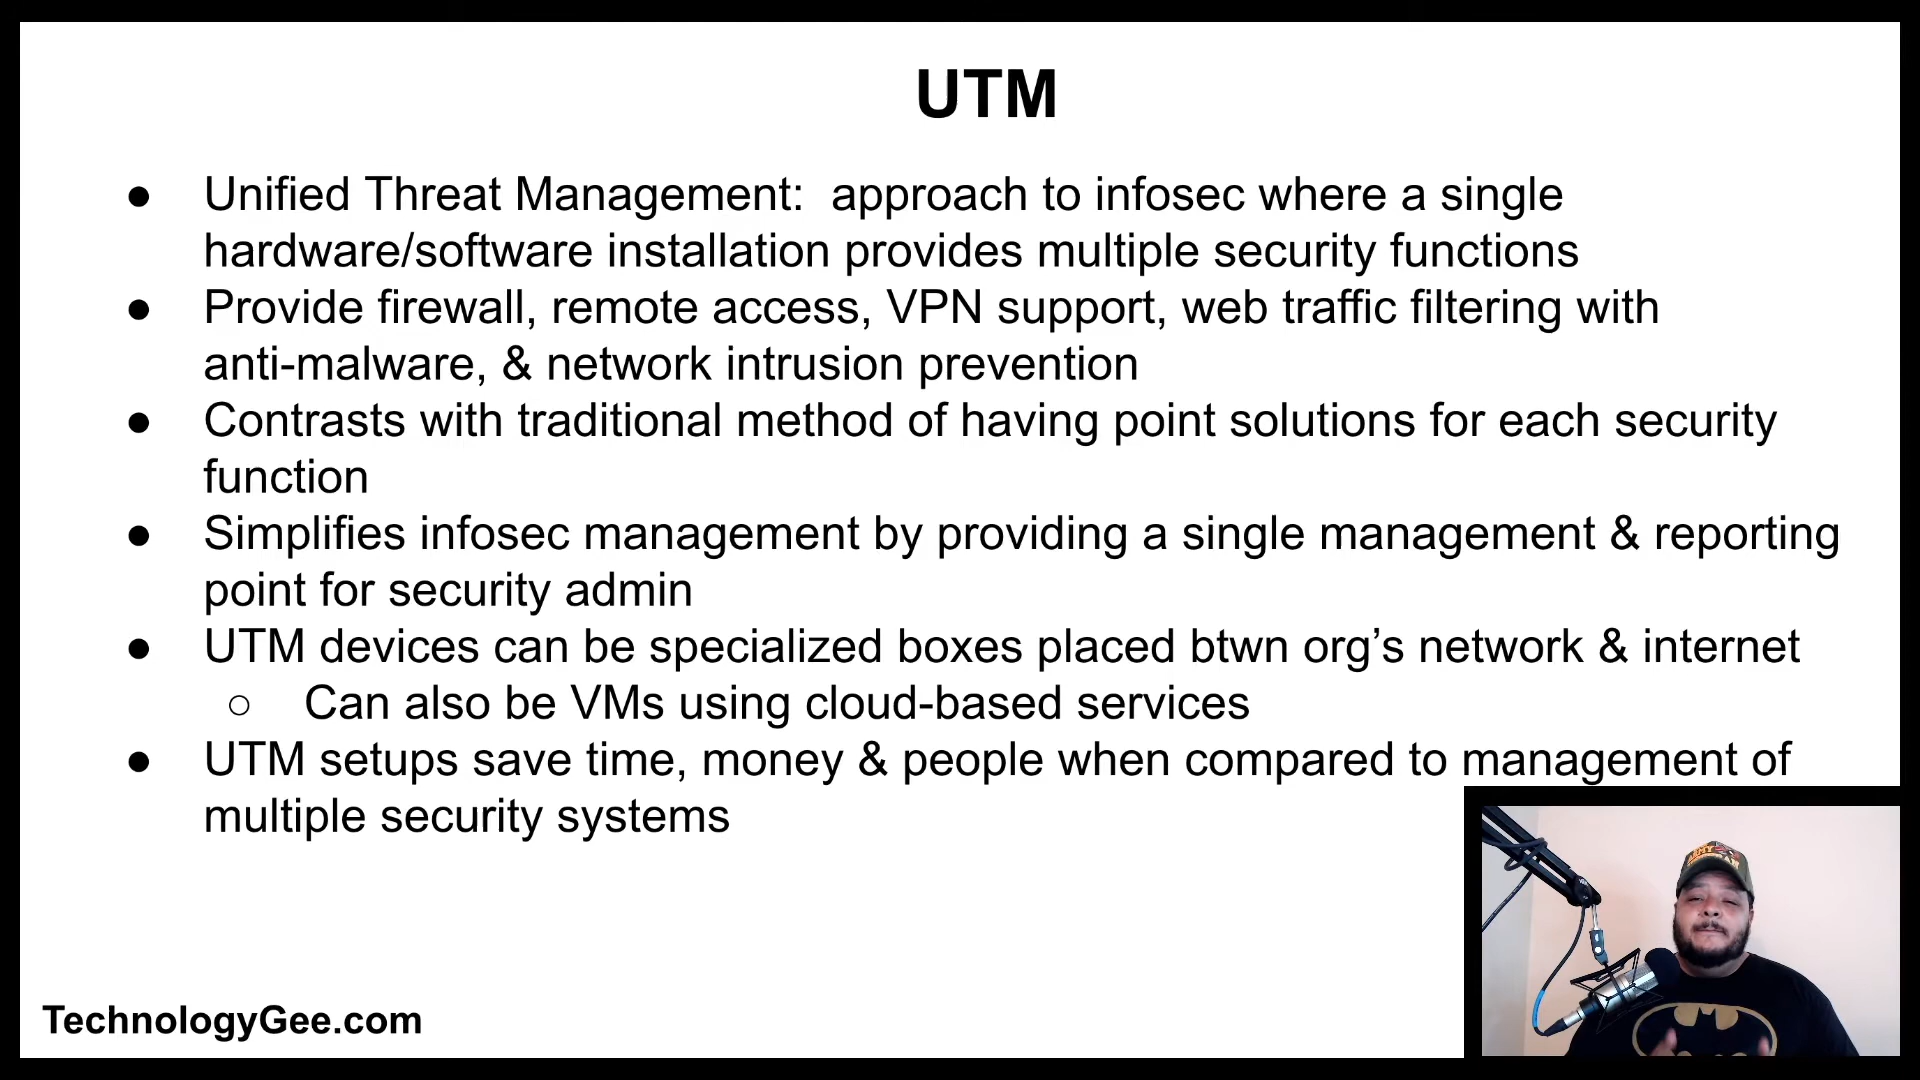 UTM
● Unified Threat Management:  approach to infosec where a single
hardware/software installation provides multiple security functions
● Provide firewall, remote access, VPN support, web traffic filtering with
anti-malware, & network intrusion prevention
● Contrasts with traditional method of having point solutions for each security
function
● Simplifies infosec management by providing a single management & reporting
point for security admin
● UTM devices can be specialized boxes placed btwn org’s network & internet
○ Can also be VMs using cloud-based services
● UTM setups save time, money & people when compared to management of
multiple security systems
ARMY
TechnologyGee.com